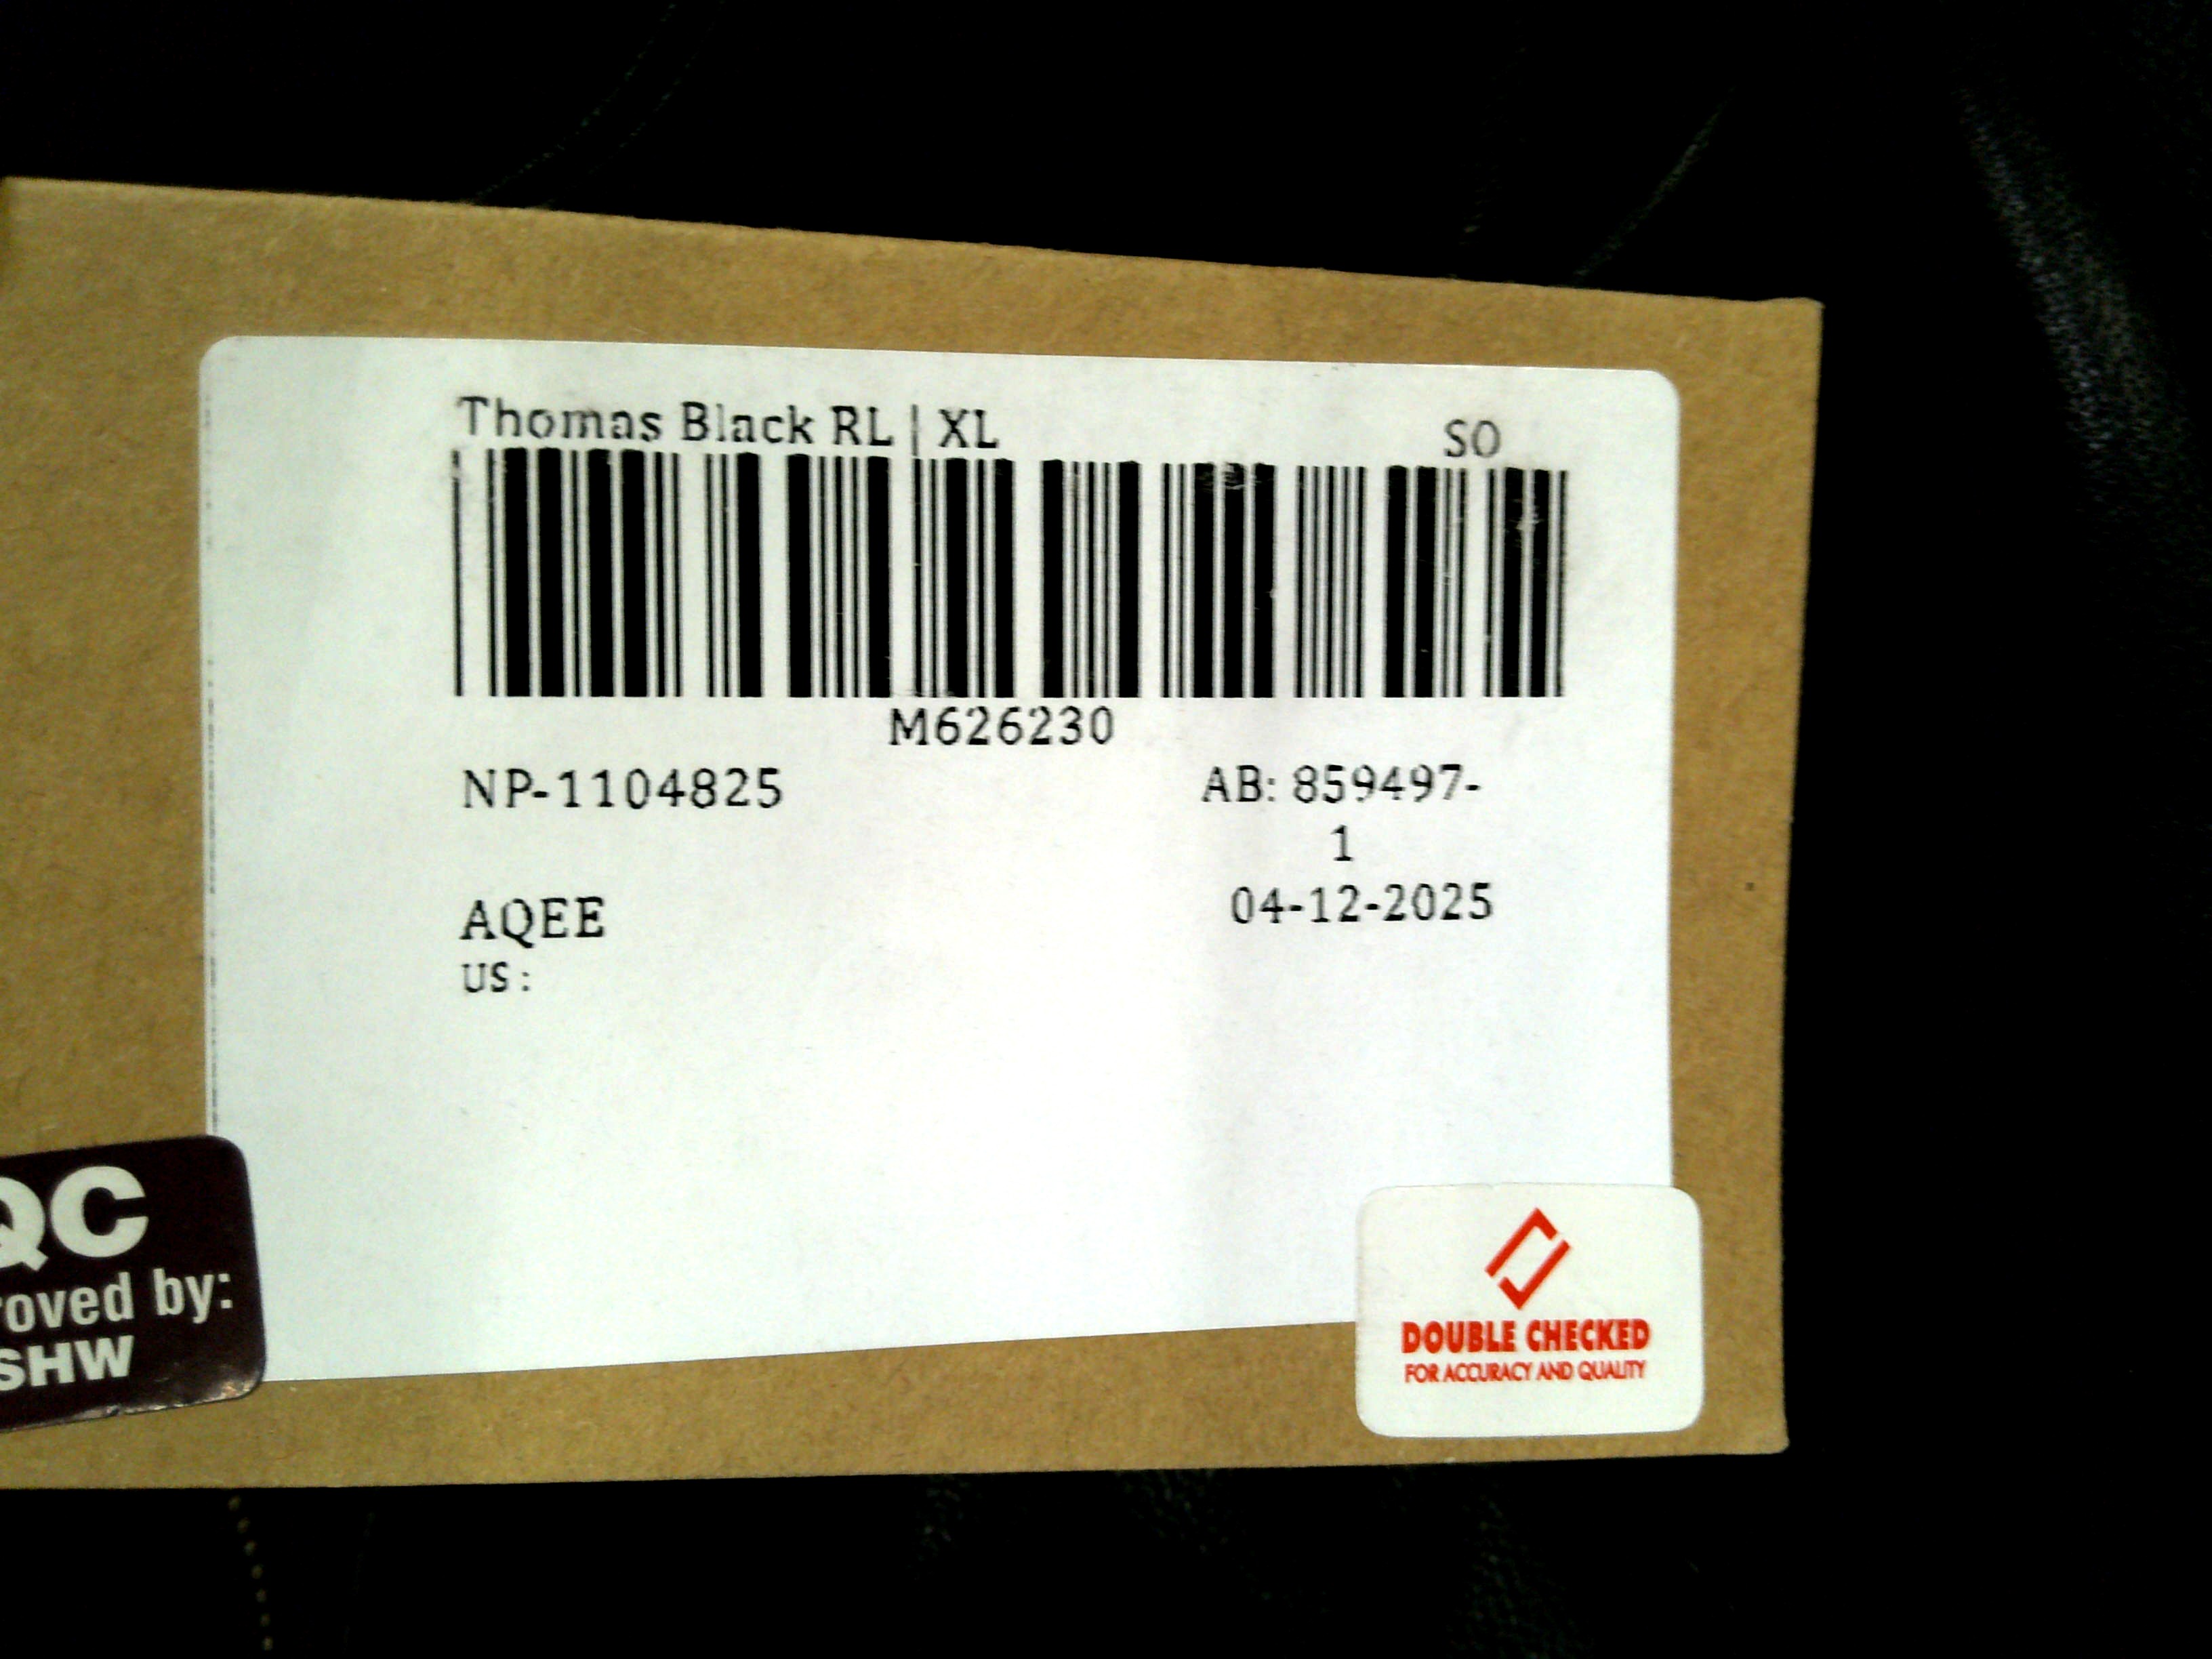 Thomas Black RL | XL
SO
M626230
NP-1104825
AB: 859497-
1
AQEE
04-12-2025
US:
QC
roved by:
SHW
DOUBLE CHECKED
FOR ACCURACY AND QUALITY